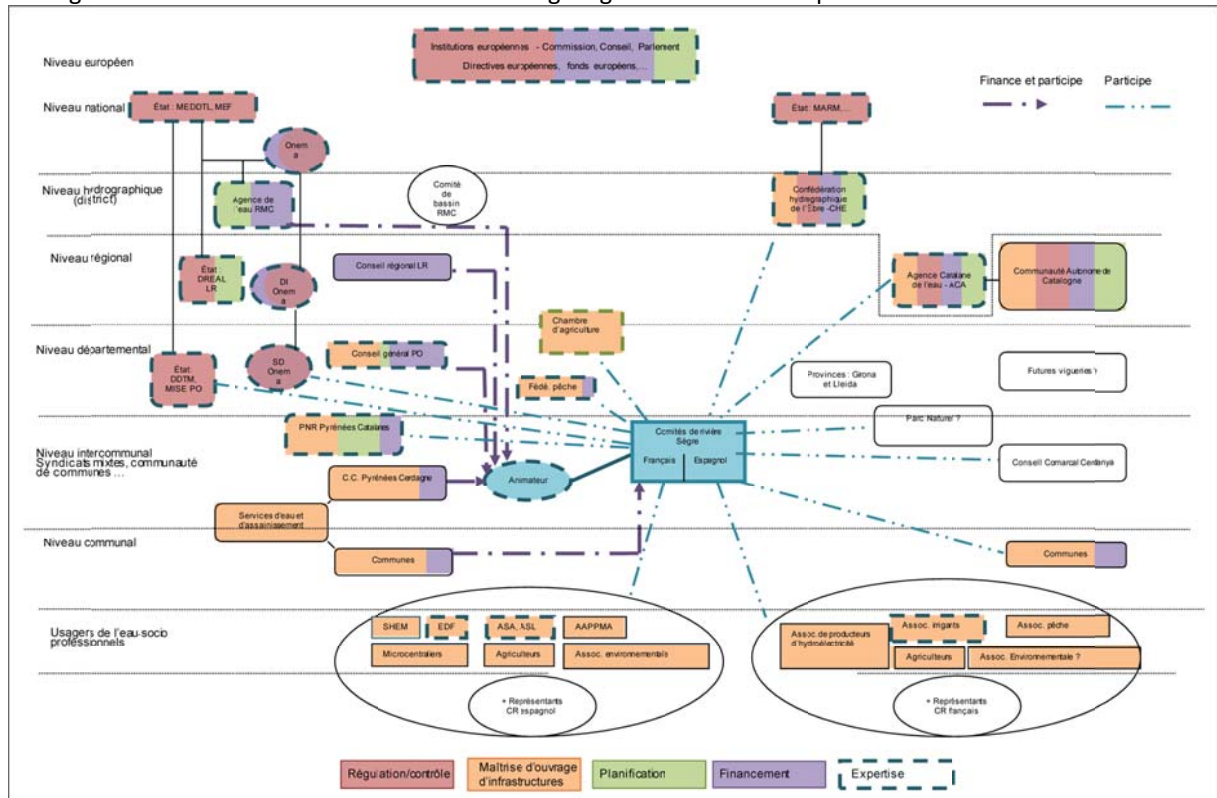 Niveau européen
Institutions européennes - Commission, Conseil, Parlement
Directives européennes, fonds européens,...
Finance et participe
Participe
Niveau national
État : MEDDTL, MEF
État : MARM, ...
Onem
a
Niveau hydrographique
(district)
Agence de
l'eau RMC
Comité
de
bassin
RMC
Confédération
hydrographique
de l'Èbre -CHE
Niveau régional
État :
DREAL
LR
DI
Onem
a
Conseil régional LR
Agence Catalane
de l'eau - ACA
Communauté Autonome de
Catalogne
Chambre
d'agriculture
Niveau départemental
État:
DDTM,
MISE PO
SD
Onem
a
Conseil général PO
Fédé. pêche
Provinces : Girona
et Lleida
Futures vigueries ?
PNR Pyrénées Catalanes
Comités de rivière
Sègre
Français
Espagnol
Parc Naturel ?
Niveau intercommunal
Syndicats mixtes, communauté
de communes ...
C.C. Pyrénées Cerdagne
Animateur
Conseil Comarcal Cerdanya
Services d'eau et
d'assainissement
Niveau communal
Communes
Communes
Usagers de l'eau-socio
professionnels
SHEM
EDF
ASA, ASL
AAPPMA
Microcentraliers
Agriculteurs
Assoc. environnementale
+ Représentants
CR espagnol
Assoc. de producteurs
d'hydroélectricité
Assoc. irrigants
Assoc. pêche
Agriculteurs
Assoc. Environnementale ?
+ Représentants
CR français
Régulation/contrôle
Maîtrise d'ouvrage
d'infrastructures
Planification
Financement
Expertise